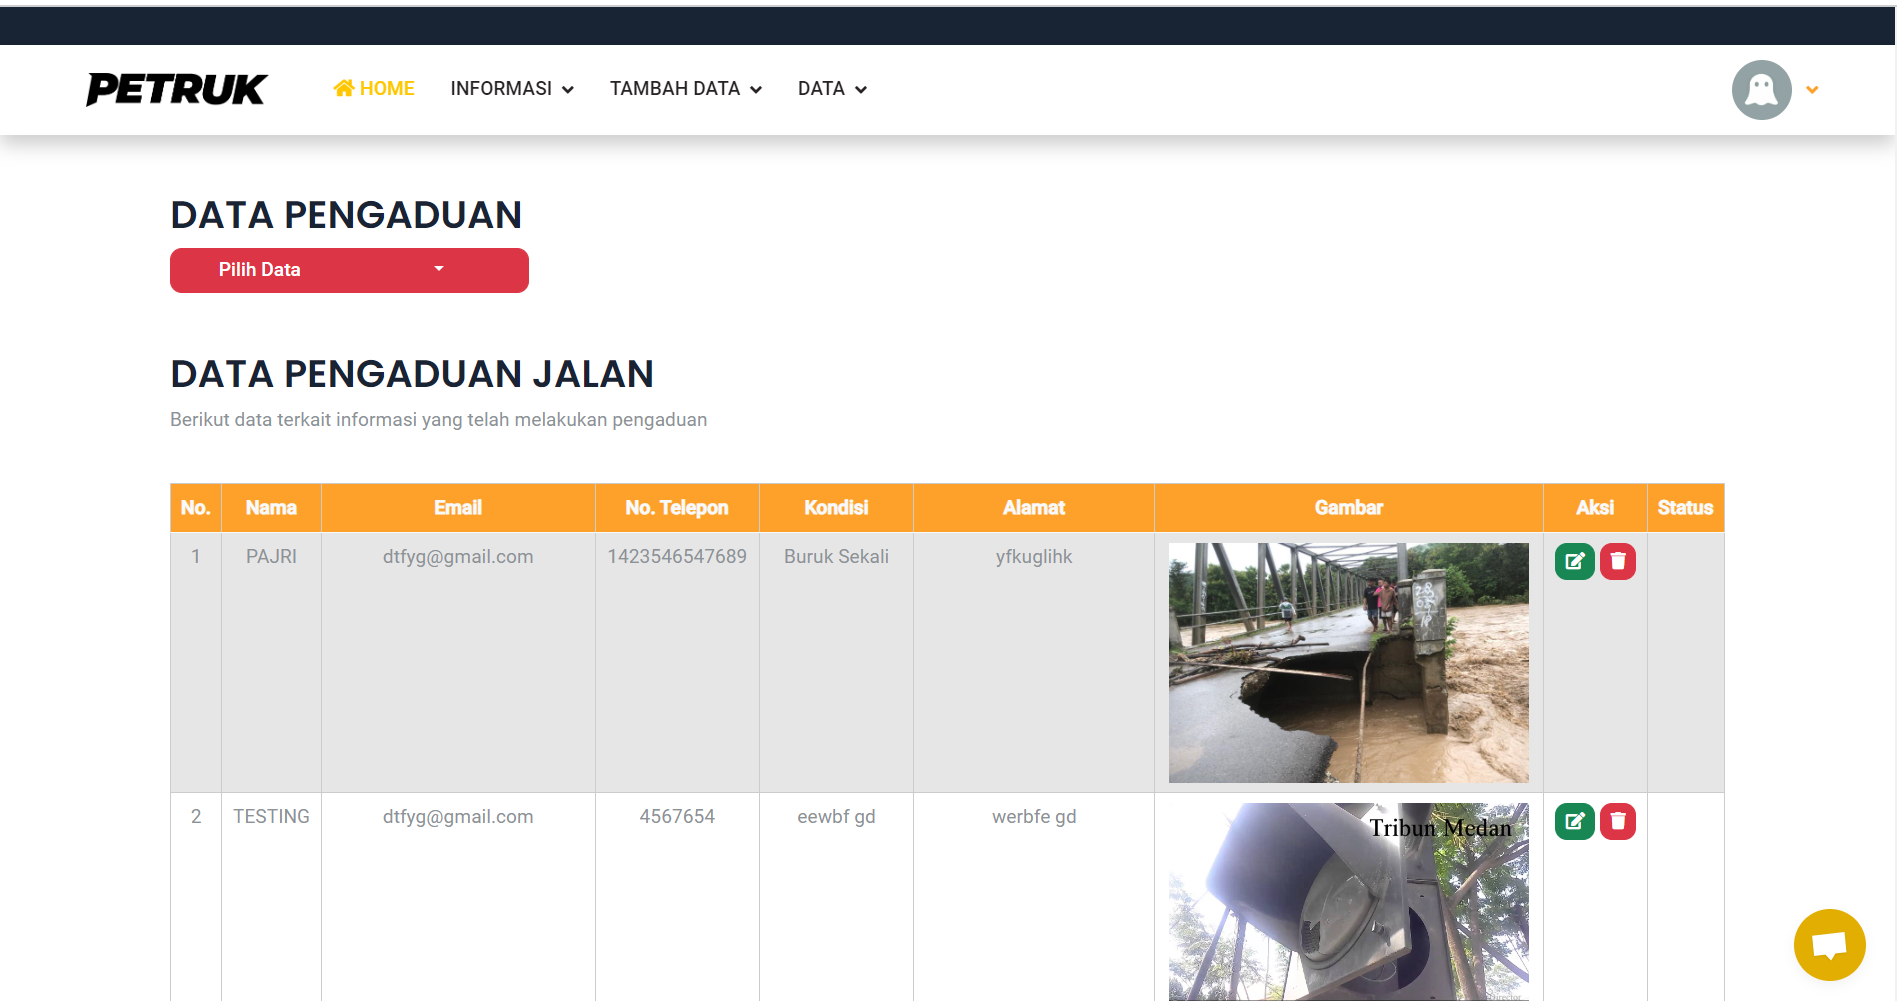 PETRUK
HOME
INFORMASI
TAMBAH DATA
DATA
DATA PENGADUAN
Pilih Data
DATA PENGADUAN JALAN
Berikut data terkait informasi yang telah melakukan pengaduan
No. Nama Email No. Telepon Kondisi Alamat Gambar Aksi Status
1 PAJRI dtfyg@gmail.com 1423546547689 Buruk Sekali yfkuglihk
2 TESTING dtfyg@gmail.com 4567654 eewbf gd werbfe gd
Tribun Medan